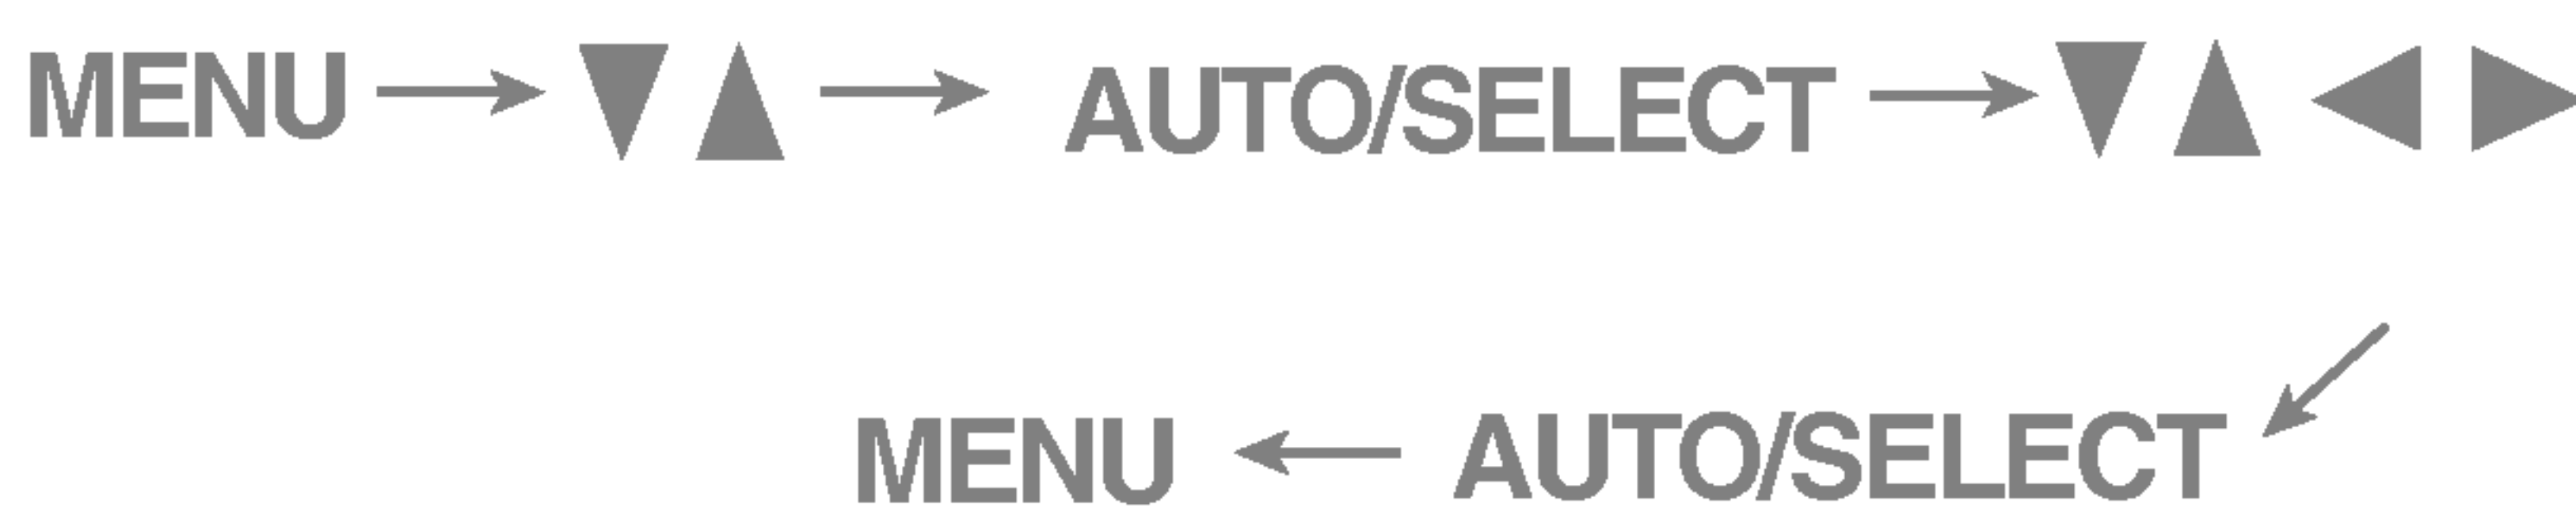 MENU → ▼▲ → AUTO/SELECT → ▼▲◀▶
MENU ← AUTO/SELECT ↙